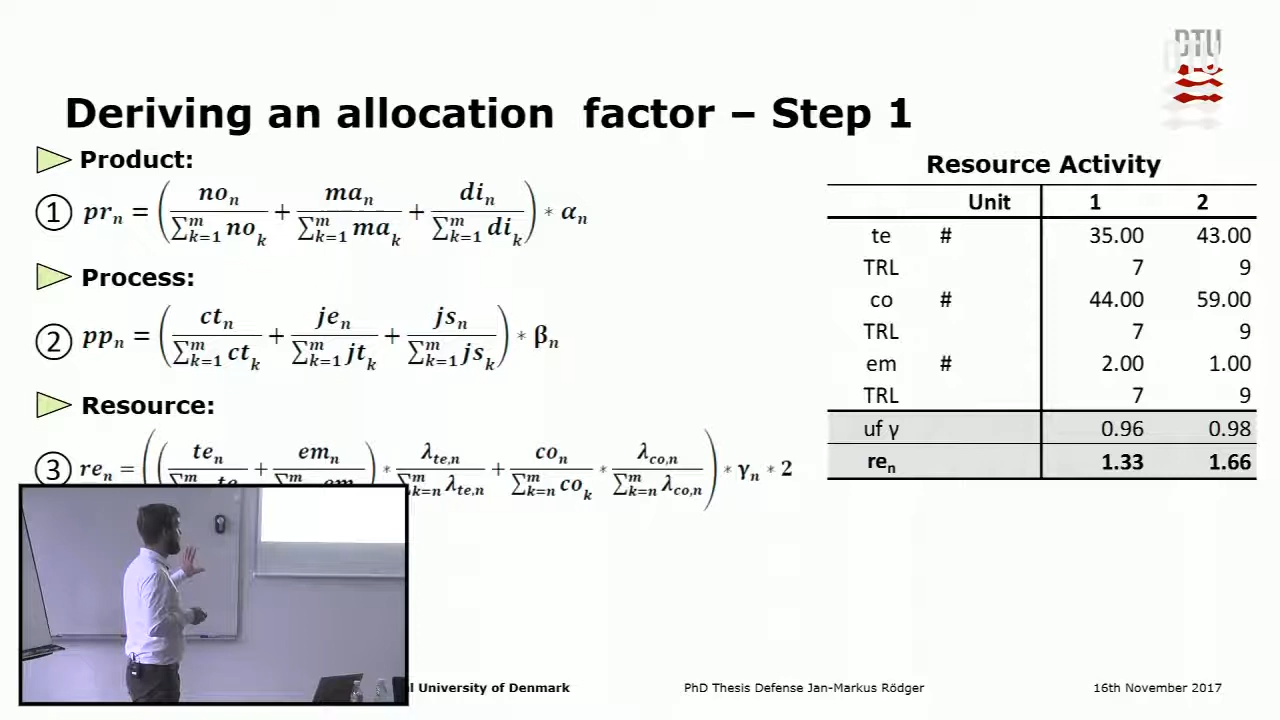 DTU
Deriving an allocation factor – Step 1
Product:
① pr_n = (no_n / ∑_{k=1}^m no_k + ma_n / ∑_{k=1}^m ma_k + di_n / ∑_{k=1}^m di_k) * α_n
Process:
② pp_n = (ct_n / ∑_{k=1}^m ct_k + je_n / ∑_{k=1}^m jt_k + js_n / ∑_{k=1}^m js_k) * β_n
Resource:
③ re_n = ((te_n / ∑^m te + em_n / ∑^m em) * λ_{te,n} / ∑_{k=n}^m λ_{te,n} + co_n / ∑_{k=n}^m co_k * λ_{co,n} / ∑_{k=n}^m λ_{co,n}) * γ_n * 2
Resource Activity
Unit 1 2
te # 35.00 43.00
TRL 7 9
co # 44.00 59.00
TRL 7 9
em # 2.00 1.00
TRL 7 9
uf γ 0.96 0.98
re_n 1.33 1.66
University of Denmark
PhD Thesis Defense Jan-Markus Rödger
16th November 2017